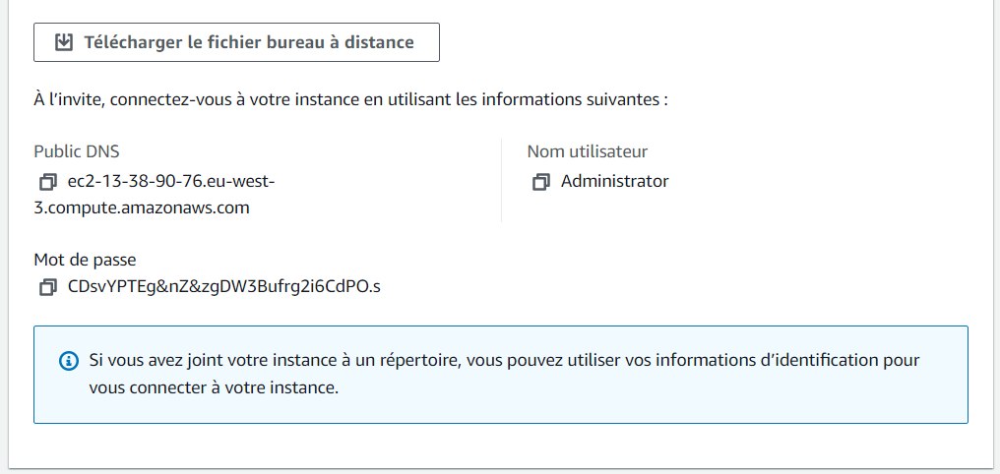 Télécharger le fichier bureau à distance
À l’invite, connectez-vous à votre instance en utilisant les informations suivantes :
Public DNS
ec2-13-38-90-76.eu-west-
3.compute.amazonaws.com
Nom utilisateur
Administrator
Mot de passe
CDsvYPTEg&nZ&zgDW3Bufrg2i6CdPO.s
Si vous avez joint votre instance à un répertoire, vous pouvez utiliser vos informations d’identification pour
vous connecter à votre instance.